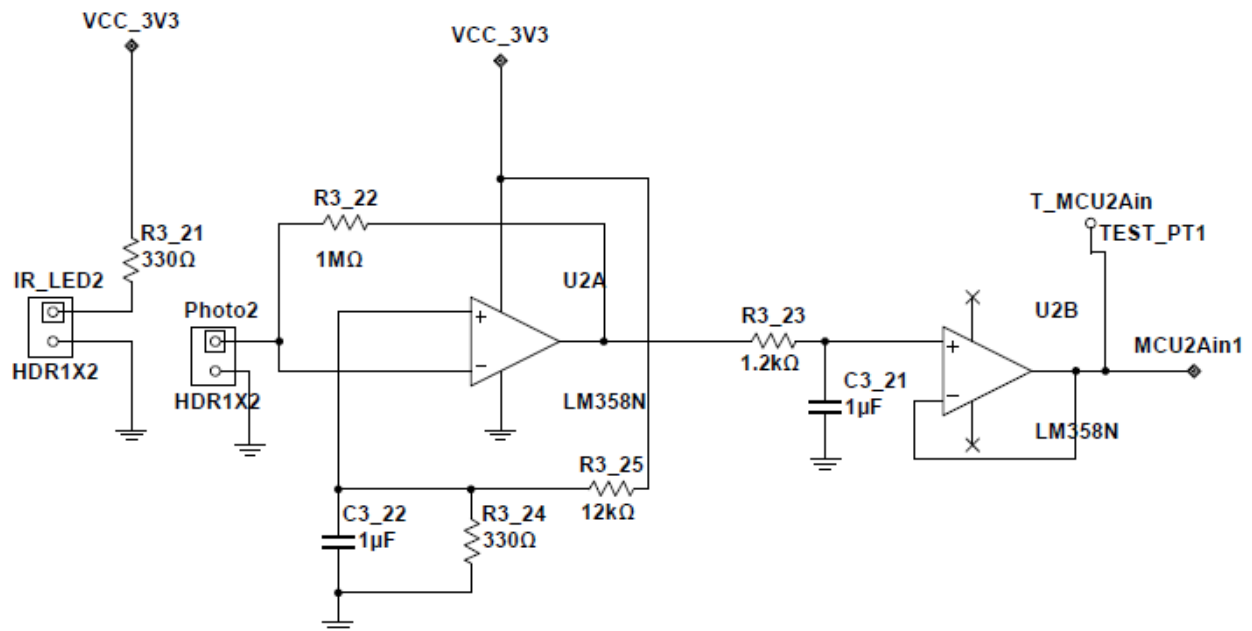 VCC_3V3
VCC_3V3
R3_21
330Ω
IR_LED2
HDR1X2
Photo2
HDR1X2
R3_22
1MΩ
+
−
U2A
LM358N
R3_25
12kΩ
C3_22
1µF
R3_24
330Ω
R3_23
1.2kΩ
C3_21
1µF
+
−
U2B
LM358N
T_MCU2Ain
TEST_PT1
MCU2Ain1